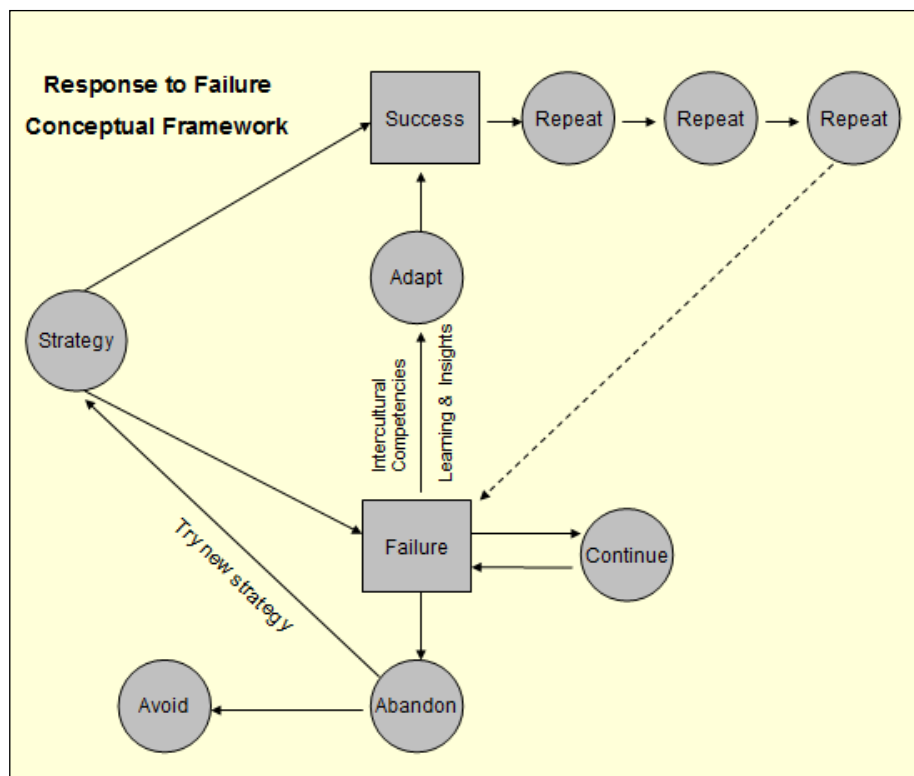 Response to Failure
Conceptual Framework
Success
Repeat
Repeat
Repeat
Adapt
Strategy
Intercultural
Competencies
Learning & Insights
Failure
Continue
Try new strategy
Avoid
Abandon